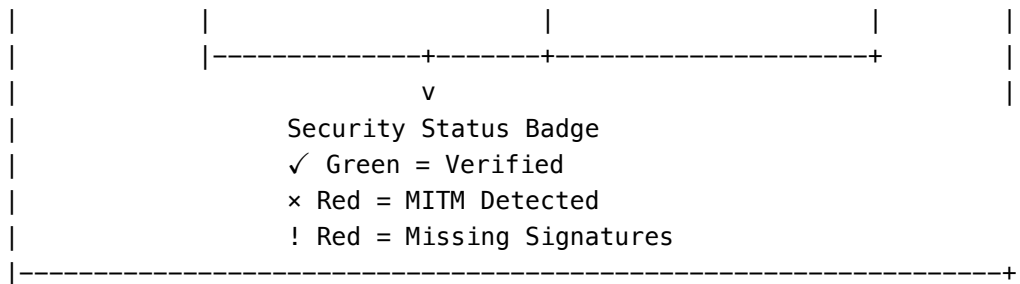 |            |                      |                     |        |
|            |--------------+-------+---------------------+        |
|                           v                                      |
|                  Security Status Badge
|                  ✓ Green = Verified
|                  × Red = MITM Detected
|                  ! Red = Missing Signatures
|------------------------------------------------------------------+